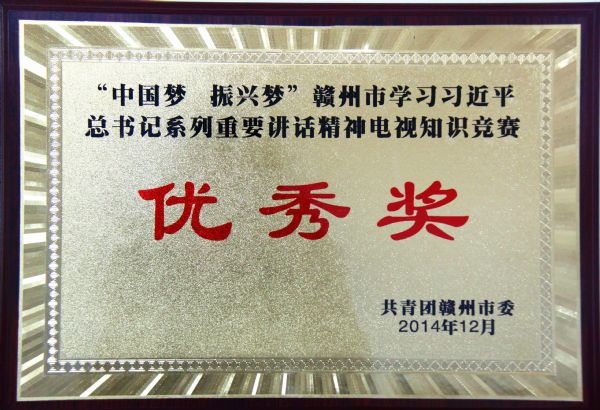 “中国梦 振兴梦”赣州市学习习近平
总书记系列重要讲话精神电视知识竞赛
优秀奖
共青团赣州市委
2014年12月